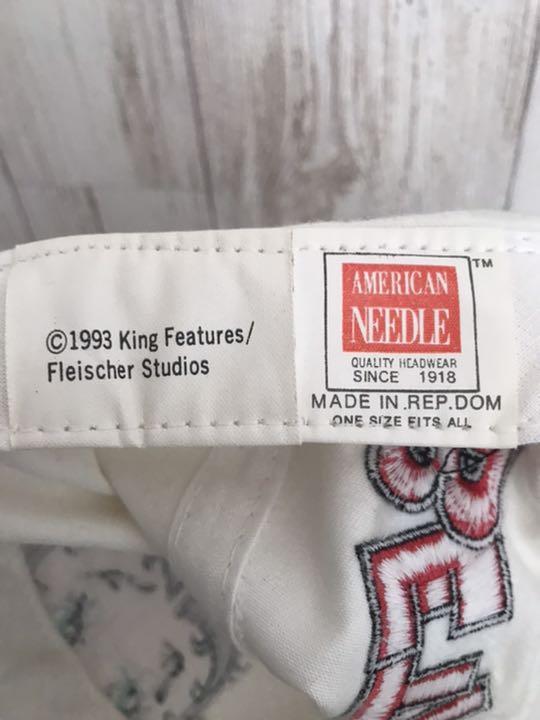 ©1993 King Features/
Fleischer Studios
AMERICAN
NEEDLE
TM
QUALITY HEADWEAR
SINCE 1918
MADE IN .REP.DOM
ONE SIZE FITS ALL